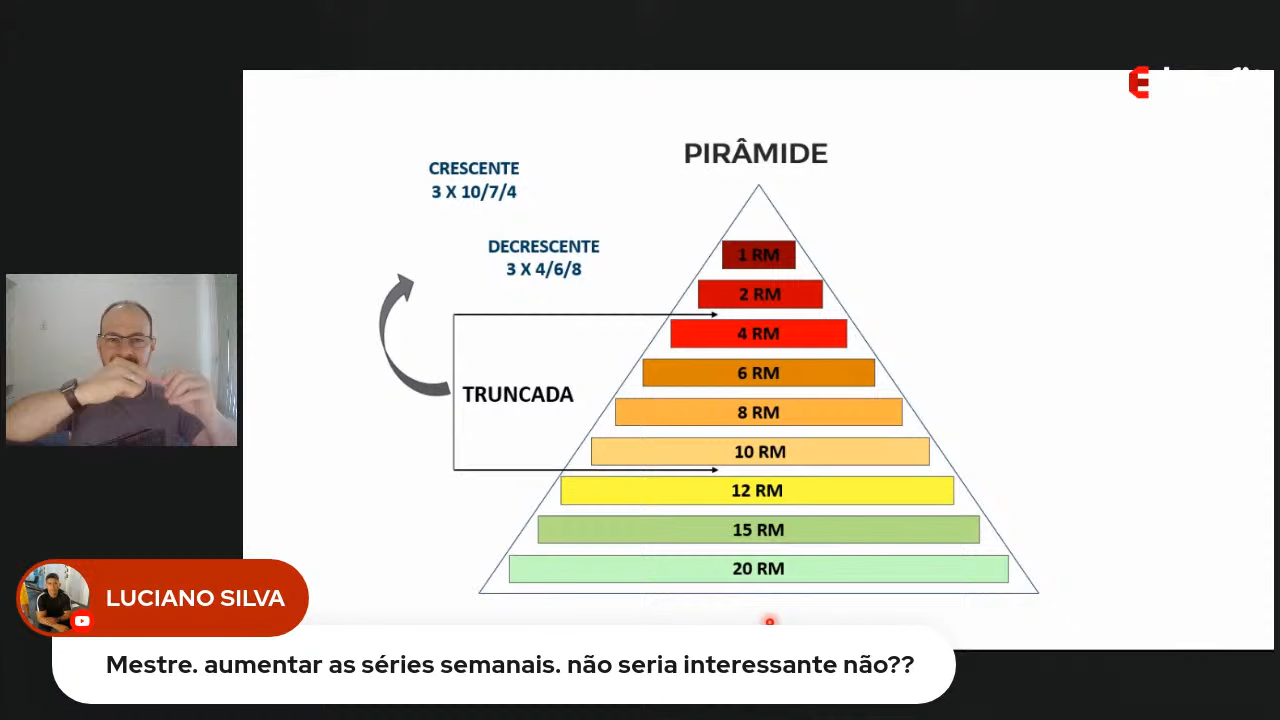 PIRÂMIDE
CRESCENTE
3 X 10/7/4
DECRESCENTE
3 X 4/6/8
TRUNCADA
1 RM
2 RM
4 RM
6 RM
8 RM
10 RM
12 RM
15 RM
20 RM
LUCIANO SILVA
Mestre. aumentar as séries semanais. não seria interessante não??